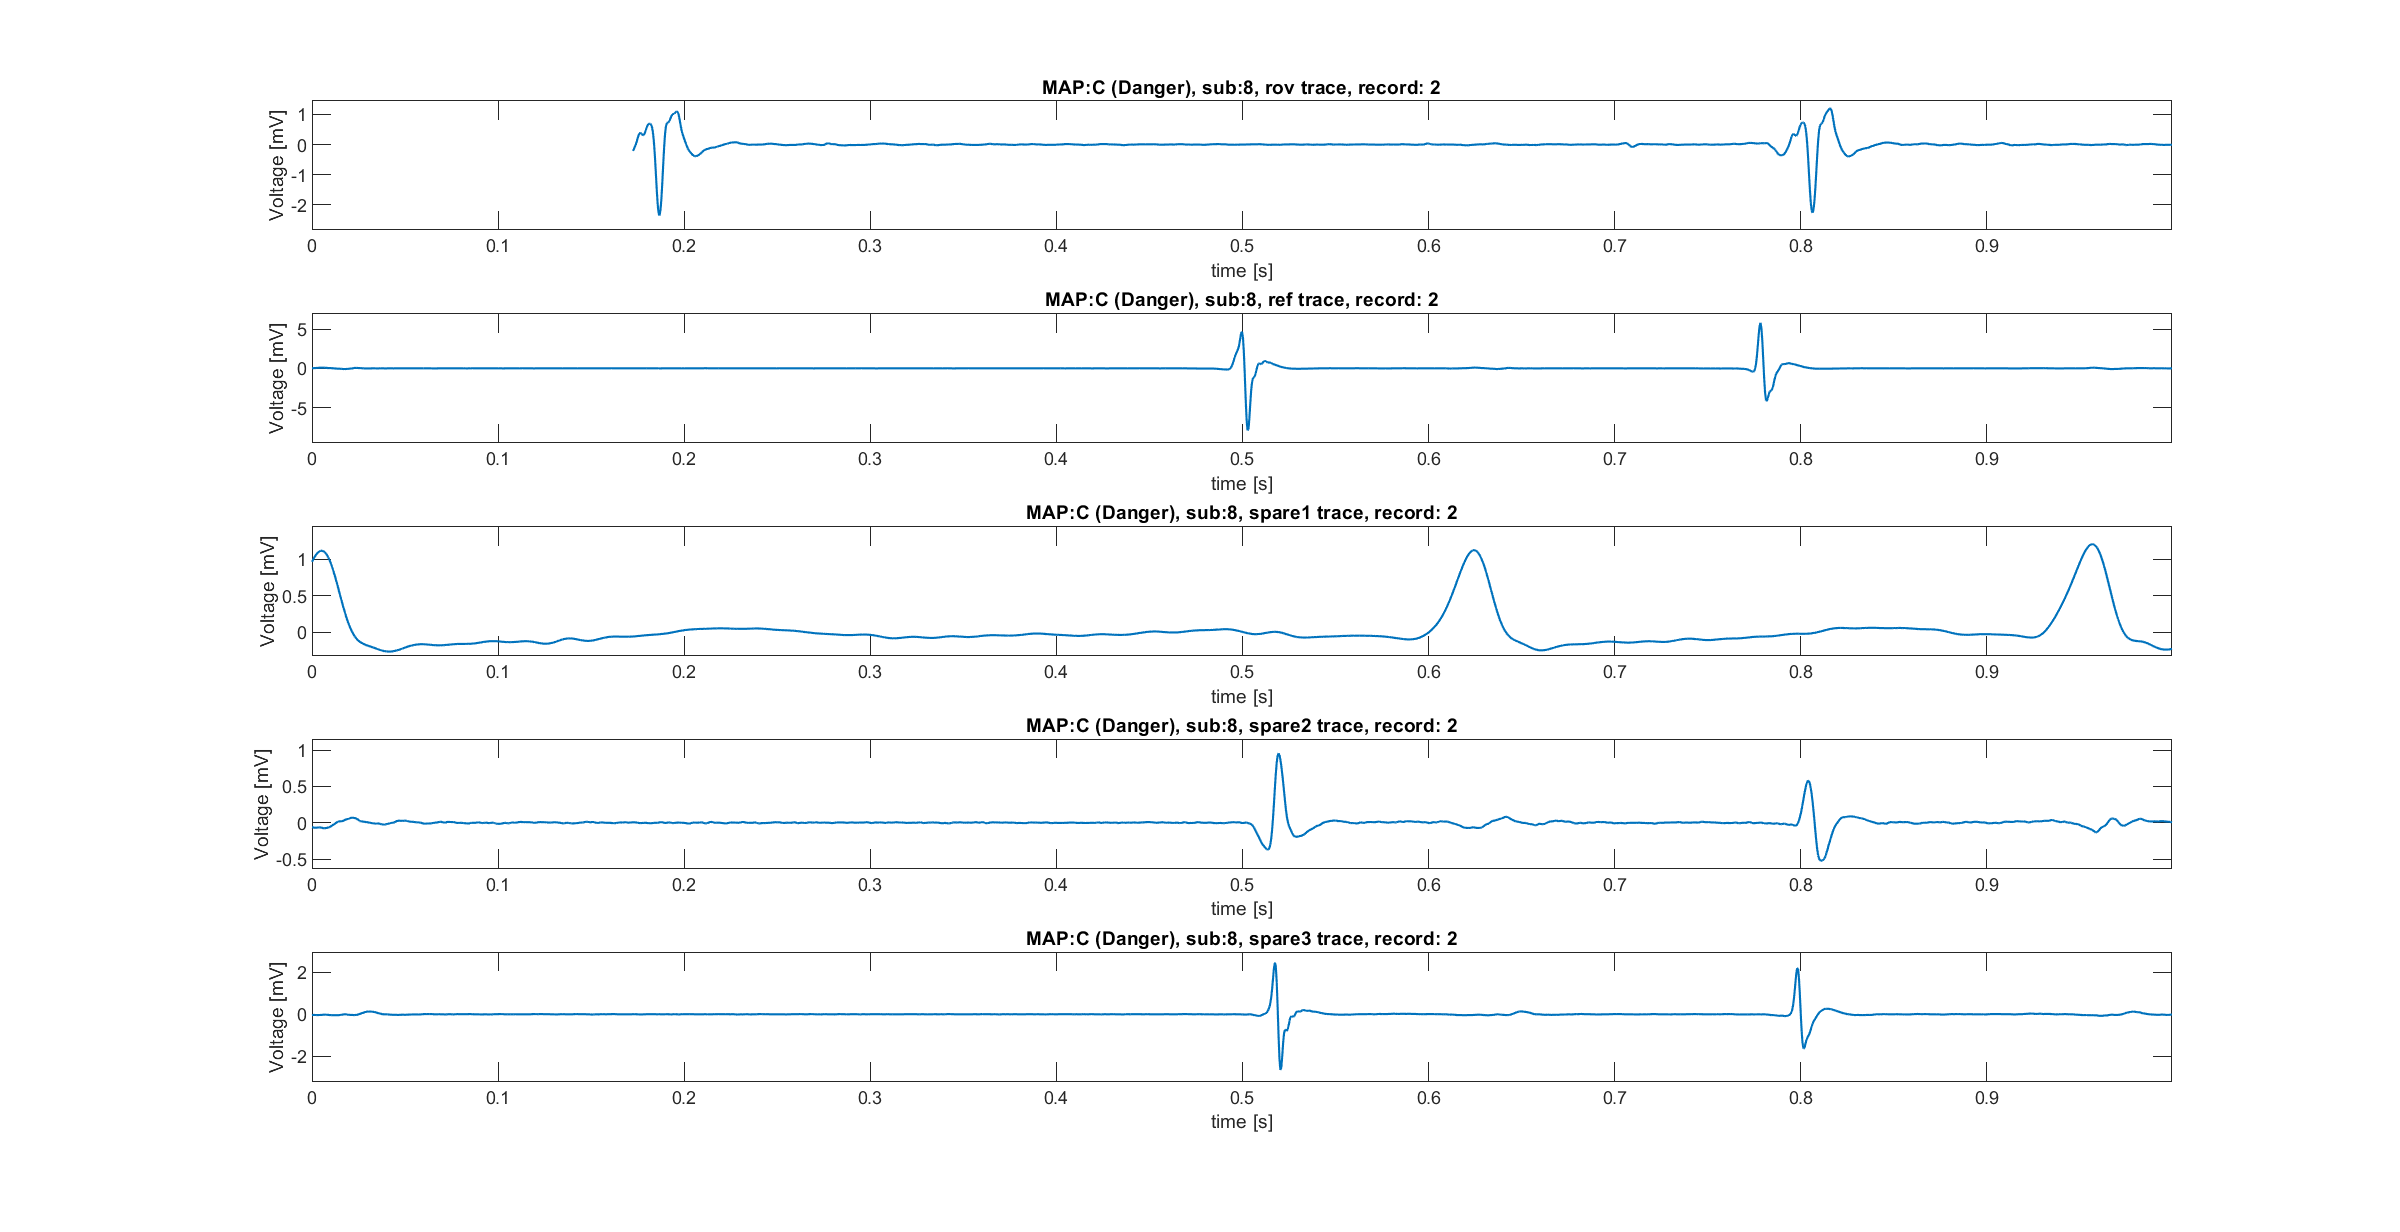 MAP:C (Danger), sub:8, rov trace, record: 2
Voltage [mV]
1
0
-1
-2
0 0.1 0.2 0.3 0.4 0.5 0.6 0.7 0.8 0.9
time [s]
MAP:C (Danger), sub:8, ref trace, record: 2
Voltage [mV]
5
0
-5
0 0.1 0.2 0.3 0.4 0.5 0.6 0.7 0.8 0.9
time [s]
MAP:C (Danger), sub:8, spare1 trace, record: 2
Voltage [mV]
1
0.5
0
0 0.1 0.2 0.3 0.4 0.5 0.6 0.7 0.8 0.9
time [s]
MAP:C (Danger), sub:8, spare2 trace, record: 2
Voltage [mV]
1
0.5
0
-0.5
0 0.1 0.2 0.3 0.4 0.5 0.6 0.7 0.8 0.9
time [s]
MAP:C (Danger), sub:8, spare3 trace, record: 2
Voltage [mV]
2
0
-2
0 0.1 0.2 0.3 0.4 0.5 0.6 0.7 0.8 0.9
time [s]